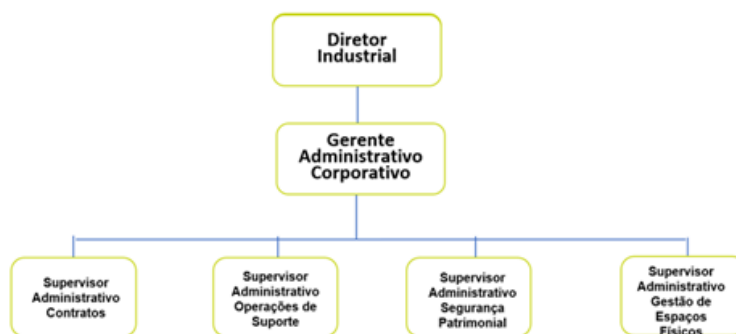 Diretor
Industrial
Gerente
Administrativo
Corporativo
Supervisor
Administrativo
Contratos
Supervisor
Administrativo
Operações de
Suporte
Supervisor
Administrativo
Segurança
Patrimonial
Supervisor
Administrativo
Gestão de
Espaços
Físicos